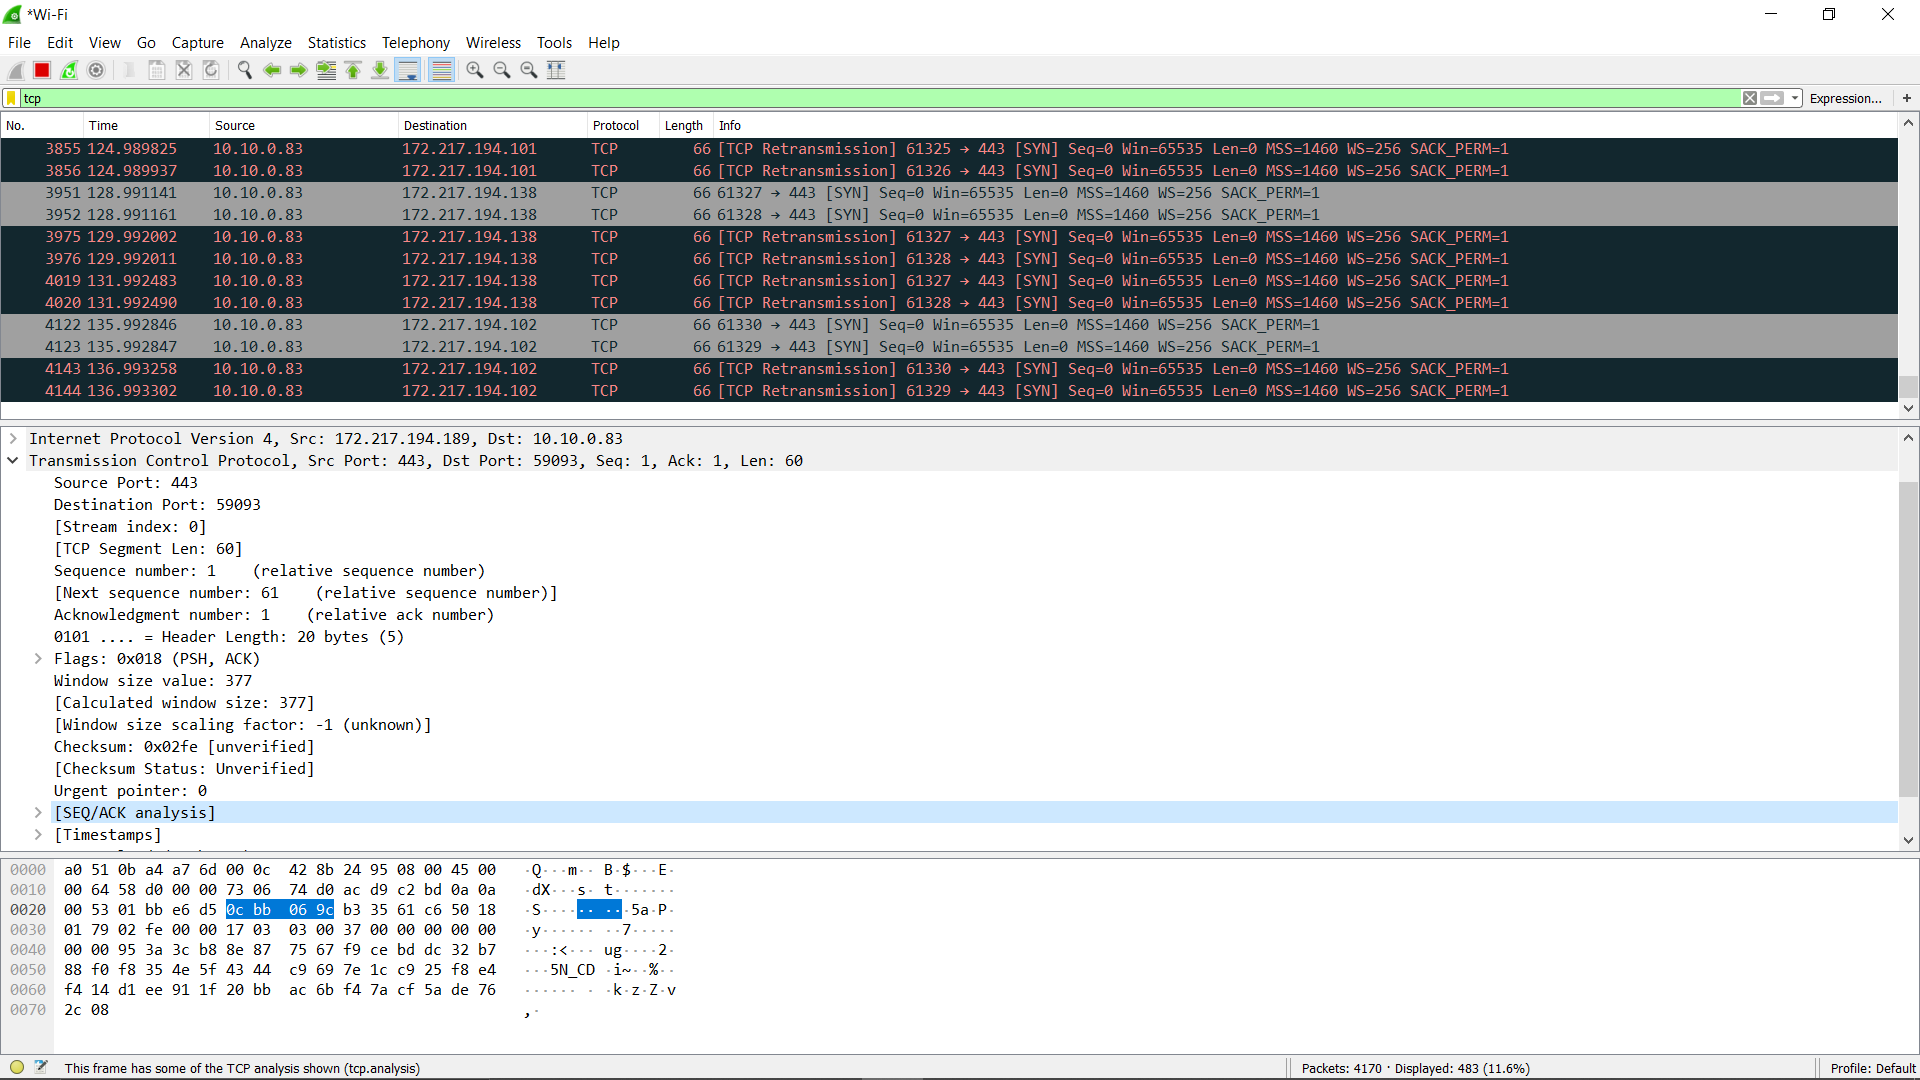 *Wi-Fi
File Edit View Go Capture Analyze Statistics Telephony Wireless Tools Help
tcp Expression... +
No. Time Source Destination Protocol Length Info
3855 124.989825 10.10.0.83 172.217.194.101 TCP 66 [TCP Retransmission] 61325 → 443 [SYN] Seq=0 Win=65535 Len=0 MSS=1460 WS=256 SACK_PERM=1
3856 124.989937 10.10.0.83 172.217.194.101 TCP 66 [TCP Retransmission] 61326 → 443 [SYN] Seq=0 Win=65535 Len=0 MSS=1460 WS=256 SACK_PERM=1
3951 128.991141 10.10.0.83 172.217.194.138 TCP 66 61327 → 443 [SYN] Seq=0 Win=65535 Len=0 MSS=1460 WS=256 SACK_PERM=1
3952 128.991161 10.10.0.83 172.217.194.138 TCP 66 61328 → 443 [SYN] Seq=0 Win=65535 Len=0 MSS=1460 WS=256 SACK_PERM=1
3975 129.992002 10.10.0.83 172.217.194.138 TCP 66 [TCP Retransmission] 61327 → 443 [SYN] Seq=0 Win=65535 Len=0 MSS=1460 WS=256 SACK_PERM=1
3976 129.992011 10.10.0.83 172.217.194.138 TCP 66 [TCP Retransmission] 61328 → 443 [SYN] Seq=0 Win=65535 Len=0 MSS=1460 WS=256 SACK_PERM=1
4019 131.992483 10.10.0.83 172.217.194.138 TCP 66 [TCP Retransmission] 61327 → 443 [SYN] Seq=0 Win=65535 Len=0 MSS=1460 WS=256 SACK_PERM=1
4020 131.992490 10.10.0.83 172.217.194.138 TCP 66 [TCP Retransmission] 61328 → 443 [SYN] Seq=0 Win=65535 Len=0 MSS=1460 WS=256 SACK_PERM=1
4122 135.992846 10.10.0.83 172.217.194.102 TCP 66 61330 → 443 [SYN] Seq=0 Win=65535 Len=0 MSS=1460 WS=256 SACK_PERM=1
4123 135.992847 10.10.0.83 172.217.194.102 TCP 66 61329 → 443 [SYN] Seq=0 Win=65535 Len=0 MSS=1460 WS=256 SACK_PERM=1
4143 136.993258 10.10.0.83 172.217.194.102 TCP 66 [TCP Retransmission] 61330 → 443 [SYN] Seq=0 Win=65535 Len=0 MSS=1460 WS=256 SACK_PERM=1
4144 136.993302 10.10.0.83 172.217.194.102 TCP 66 [TCP Retransmission] 61329 → 443 [SYN] Seq=0 Win=65535 Len=0 MSS=1460 WS=256 SACK_PERM=1
Internet Protocol Version 4, Src: 172.217.194.189, Dst: 10.10.0.83
Transmission Control Protocol, Src Port: 443, Dst Port: 59093, Seq: 1, Ack: 1, Len: 60
Source Port: 443
Destination Port: 59093
[Stream index: 0]
[TCP Segment Len: 60]
Sequence number: 1 (relative sequence number)
[Next sequence number: 61 (relative sequence number)]
Acknowledgment number: 1 (relative ack number)
0101 .... = Header Length: 20 bytes (5)
Flags: 0x018 (PSH, ACK)
Window size value: 377
[Calculated window size: 377]
[Window size scaling factor: -1 (unknown)]
Checksum: 0x02fe [unverified]
[Checksum Status: Unverified]
Urgent pointer: 0
[SEQ/ACK analysis]
[Timestamps]
0000 a0 51 0b a4 a7 6d 00 0c 42 8b 24 95 08 00 45 00 ·Q···m·· B·$···E·
0010 00 64 58 d0 00 00 73 06 74 d0 ac d9 c2 bd 0a 0a ·dX···s· t·······
0020 00 53 01 bb e6 d5 0c bb 06 9c b3 35 61 c6 50 18 ·S······ ···5a·P·
0030 01 79 02 fe 00 00 17 03 03 00 37 00 00 00 00 00 ·y······ ··7·····
0040 00 00 95 3a 3c b8 8e 87 75 67 f9 ce bd dc 32 b7 ···:<··· ug····2·
0050 88 f0 f8 35 4e 5f 43 44 c9 69 7e 1c c9 25 f8 e4 ···5N_CD ·i~··%··
0060 f4 14 d1 ee 91 1f 20 bb ac 6b f4 7a cf 5a de 76 ······ · ·k·z·Z·v
0070 2c 08 ,·
This frame has some of the TCP analysis shown (tcp.analysis) Packets: 4170 · Displayed: 483 (11.6%) Profile: Default